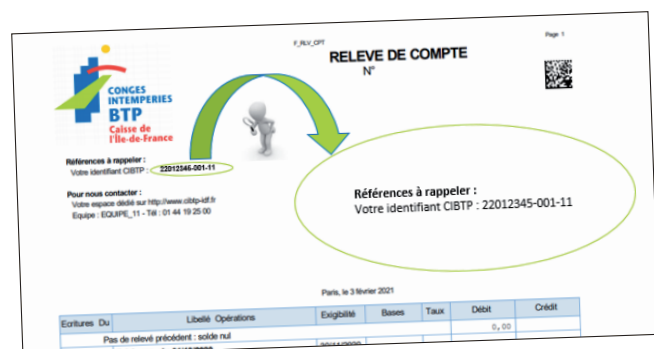 F_RLV_CPT
Page 1
RELEVE DE COMPTE
N°
CONGES
INTEMPERIES
BTP
Caisse de
l'Ile-de-France
Références à rappeler :
Votre identifiant CIBTP : 22012345-001-11
Pour nous contacter :
Votre espace dédié sur http://www.cibtp-idf.fr
Equipe : EQUIPE_11 - Tél : 01 44 19 25 00
Références à rappeler :
Votre identifiant CIBTP : 22012345-001-11
Paris, le 3 février 2021
Ecritures Du Libellé Opérations Exigibilité Bases Taux Débit Crédit
Pas de relevé précédent : solde nul 0,00